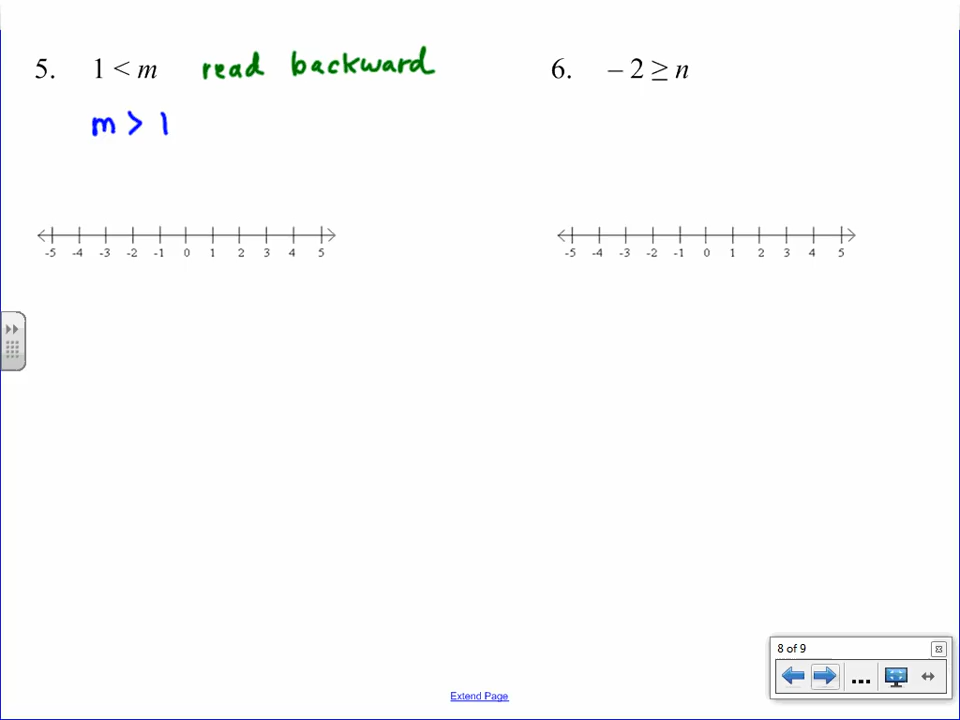 5. 1 < m read backward
m > 1
-5 -4 -3 -2 -1 0 1 2 3 4 5
6. – 2 ≥ n
-5 -4 -3 -2 -1 0 1 2 3 4 5
8 of 9
...
Extend Page